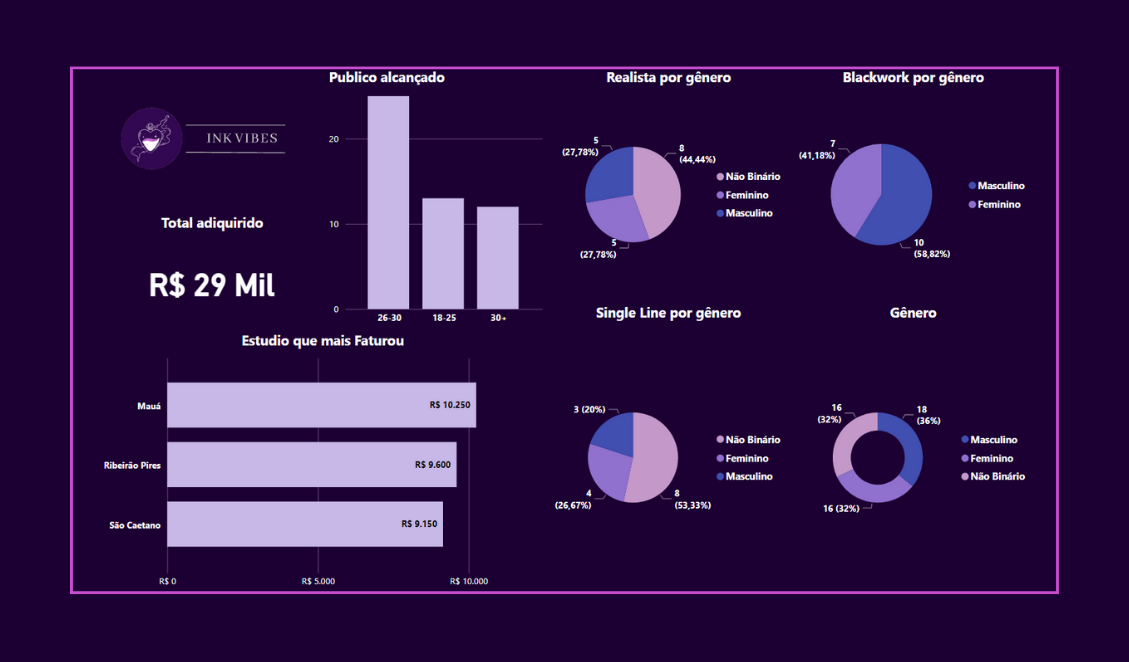 INK VIBES
Total adiquirido
R$ 29 Mil
Publico alcançado
20
10
0
26-30
18-25
30+
Realista por gênero
5
(27,78%)
8
(44,44%)
5
(27,78%)
Não Binário
Feminino
Masculino
Blackwork por gênero
7
(41,18%)
10
(58,82%)
Masculino
Feminino
Estudio que mais Faturou
Mauá
R$ 10.250
Ribeirão Pires
R$ 9.600
São Caetano
R$ 9.150
R$ 0
R$ 5.000
R$ 10.000
Single Line por gênero
3 (20%)
4
(26,67%)
8
(53,33%)
Não Binário
Feminino
Masculino
Gênero
16
(32%)
18
(36%)
16 (32%)
Masculino
Feminino
Não Binário